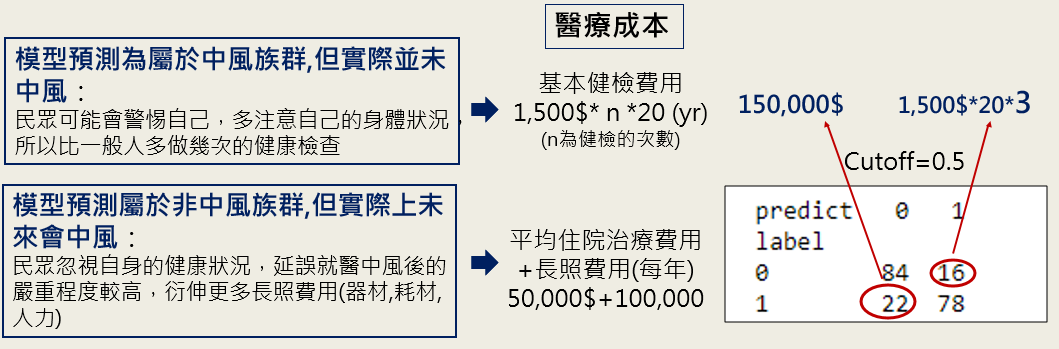 醫療成本
模型預測為屬於中風族群,但實際並未
中風：
民眾可能會警惕自己，多注意自己的身體狀況，
所以比一般人多做幾次的健康檢查
基本健檢費用
1,500$* n *20 (yr)
(n為健檢的次數)
150,000$
1,500$*20*3
Cutoff=0.5
模型預測屬於非中風族群,但實際上未
來會中風：
民眾忽視自身的健康狀況，延誤就醫中風後的
嚴重程度較高，衍伸更多長照費用(器材,耗材,
人力)
平均住院治療費用
+長照費用(每年)
50,000$+100,000
predict 0 1
label
0 84 16
1 22 78